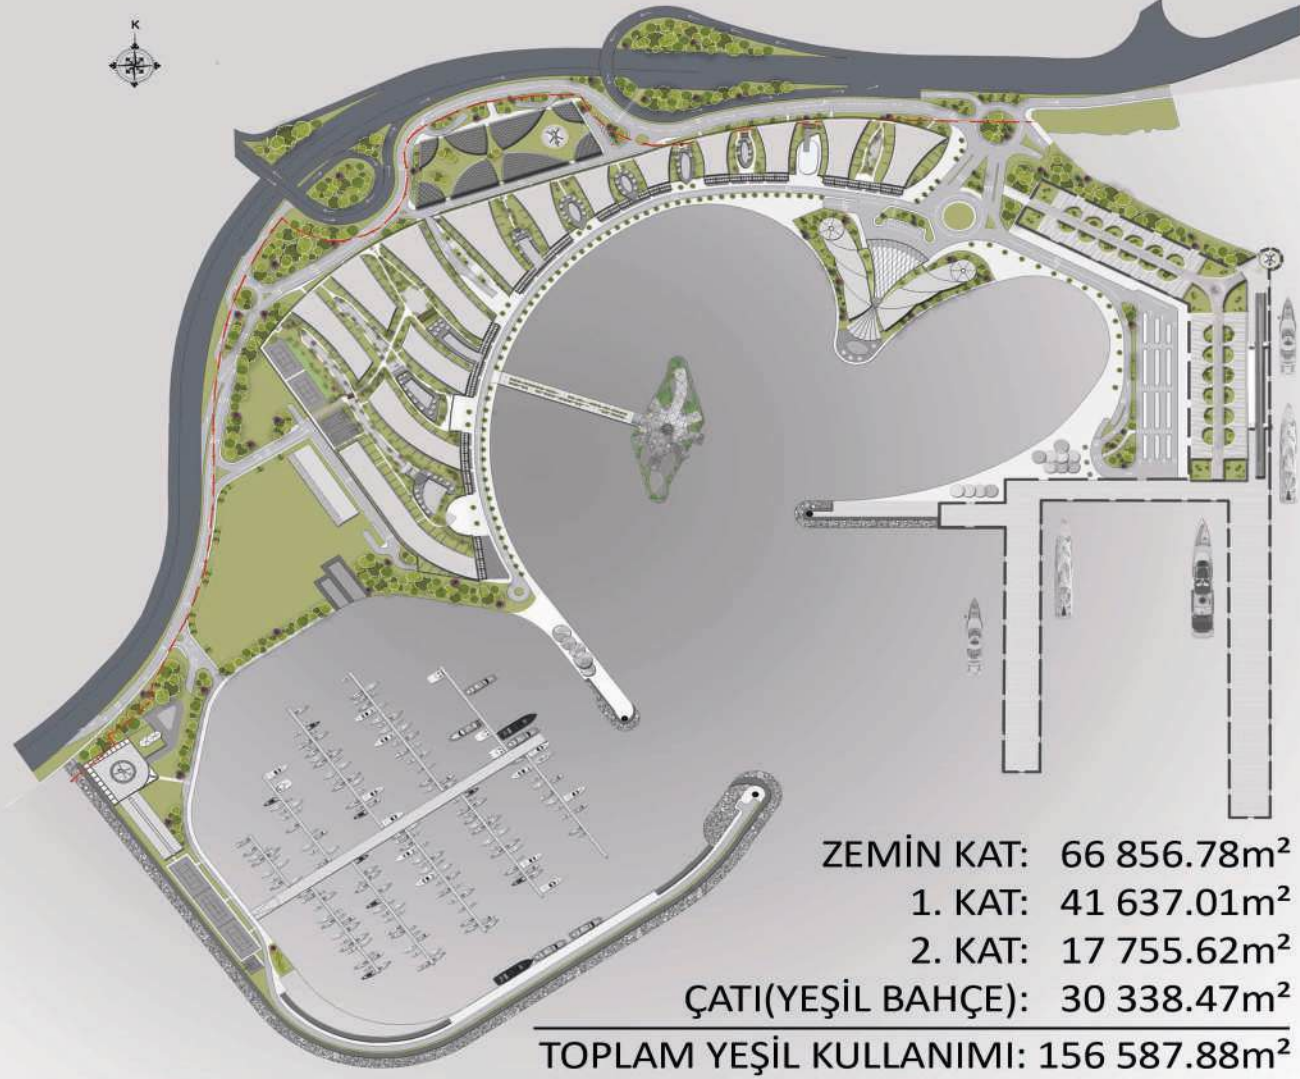 K
ZEMİN KAT: 66 856.78m²
1. KAT: 41 637.01m²
2. KAT: 17 755.62m²
ÇATI(YEŞİL BAHÇE): 30 338.47m²
TOPLAM YEŞİL KULLANIMI: 156 587.88m²